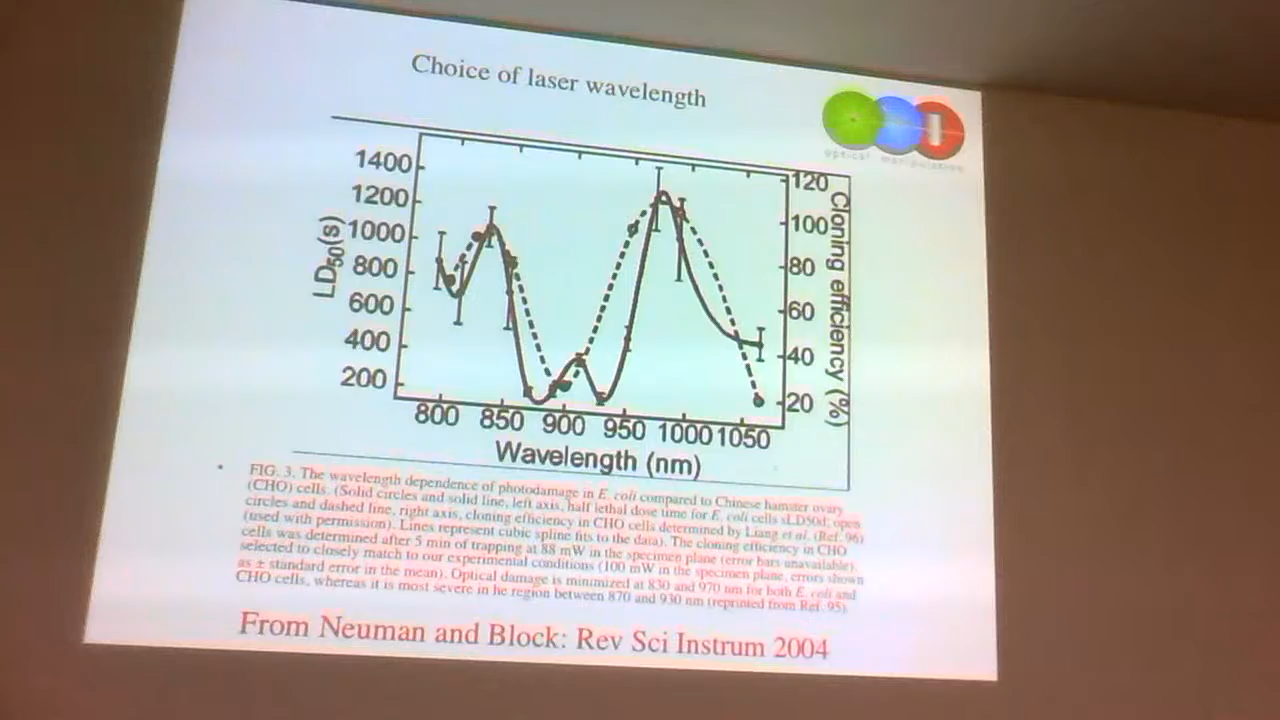 Choice of laser wavelength
optical manipulation
1400
1200
1000
800
600
400
200
LD50(s)
120
100
80
60
40
20
Cloning efficiency (%)
800 850 900 950 1000 1050
Wavelength (nm)
• FIG. 3. The wavelength dependence of photodamage in E. coli compared to Chinese hamster ovary
(CHO) cells. (Solid circles and solid line, left axis, half lethal dose time for E. coli cells sLD50d; open
circles and dashed line, right axis, cloning efficiency in CHO cells determined by Liang et al. (Ref. 96)
(used with permission). Lines represent cubic spline fits to the data). The cloning efficiency in CHO
cells was determined after 5 min of trapping at 88 mW in the specimen plane (error bars unavailable),
selected to closely match to our experimental conditions (100 mW in the specimen plane, errors shown
as ± standard error in the mean). Optical damage is minimized at 830 and 970 nm for both E. coli and
CHO cells, whereas it is most severe in he region between 870 and 930 nm (reprinted from Ref. 95).
From Neuman and Block: Rev Sci Instrum 2004